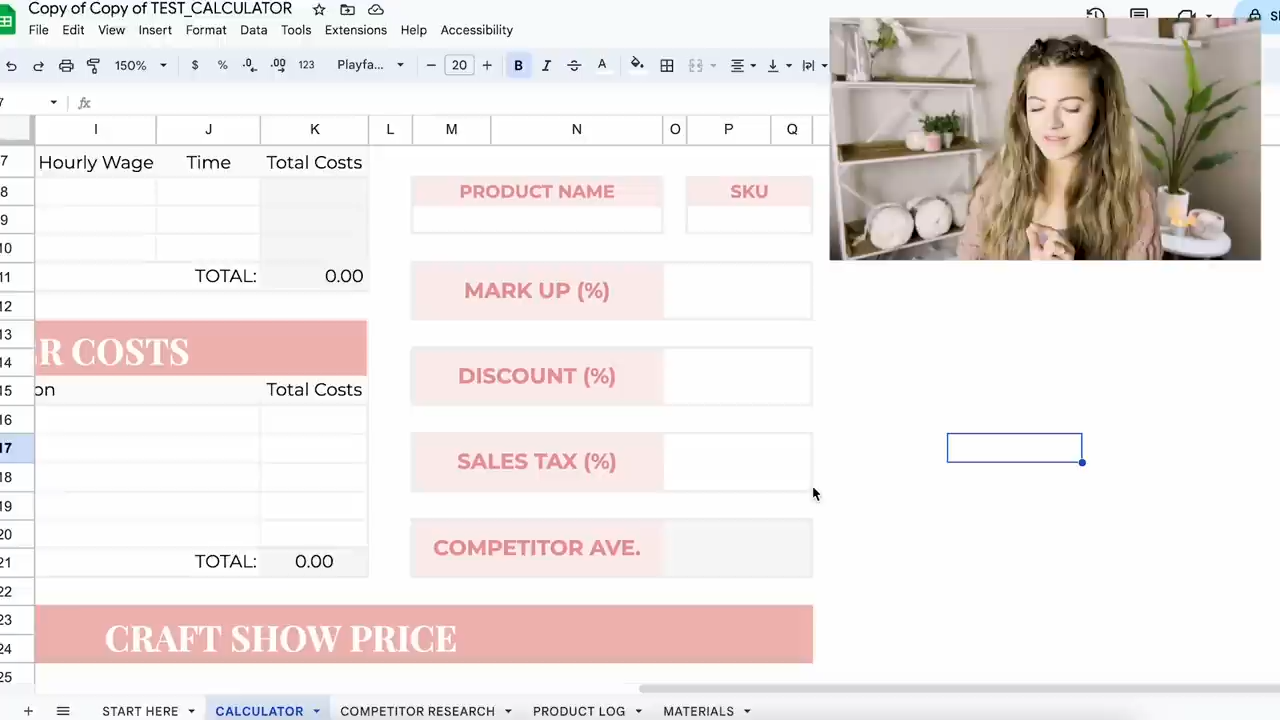 Copy of Copy of TEST_CALCULATOR
File Edit View Insert Format Data Tools Extensions Help Accessibility
150% $ % .0 .00 123 Playfa... − 20 + B I S A
7 fx
I J K L M N O P Q
7 Hourly Wage Time Total Costs
8 PRODUCT NAME SKU
9
10
11 TOTAL: 0.00 MARK UP (%)
12
13
14 R COSTS DISCOUNT (%)
15 on Total Costs
16
17 SALES TAX (%)
18
19
20 COMPETITOR AVE.
21 TOTAL: 0.00
22
23
24 CRAFT SHOW PRICE
25
+ START HERE CALCULATOR COMPETITOR RESEARCH PRODUCT LOG MATERIALS